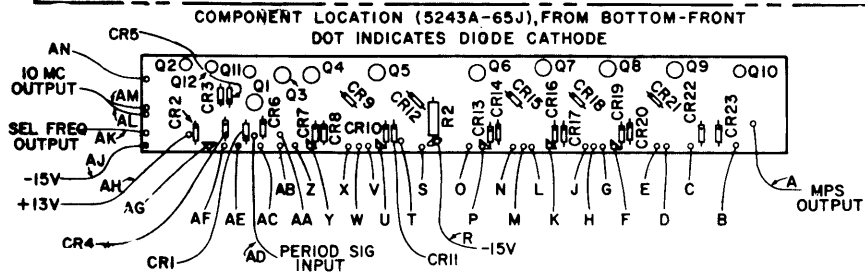 COMPONENT LOCATION (5243A-65J), FROM BOTTOM-FRONT
DOT INDICATES DIODE CATHODE
CR5
AN
Q2 Q12 Q11 Q1 Q3 Q4 Q5 Q6 Q7 Q8 Q9 Q10
10 MC
OUTPUT
AM
AL
SEL FREQ
OUTPUT
AK
AJ
-15V
AH
+13V
AG
CR2 CR3 CR6 CR7 CR8 CR9 CR10 CR12 R2 CR13 CR14 CR15 CR16 CR17 CR18 CR19 CR20 CR21 CR22 CR23
AB Z X V S O N L J G E C A
MPS
OUTPUT
AF AE AC AA Y W U T P M K H F D B
R
-15V
CR4
CR1
AD
PERIOD SIG
INPUT
CR11